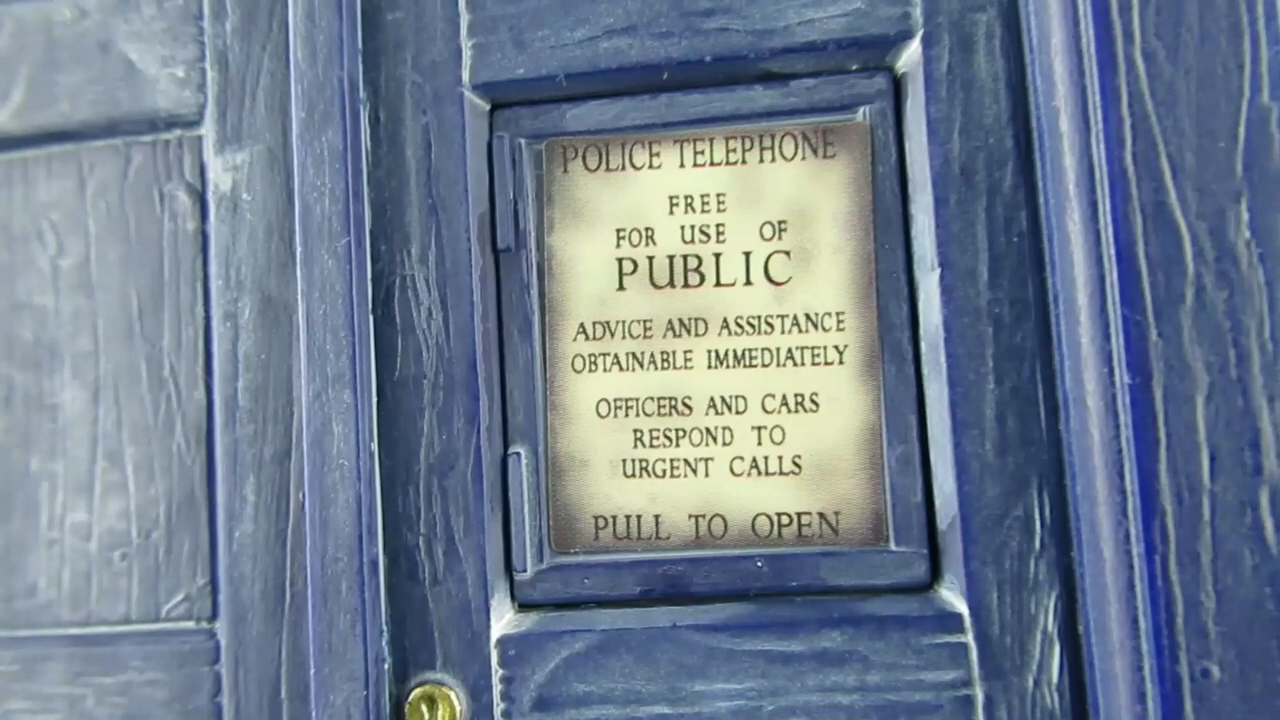 POLICE TELEPHONE
FREE
FOR USE OF
PUBLIC
ADVICE AND ASSISTANCE
OBTAINABLE IMMEDIATELY
OFFICERS AND CARS
RESPOND TO
URGENT CALLS
PULL TO OPEN